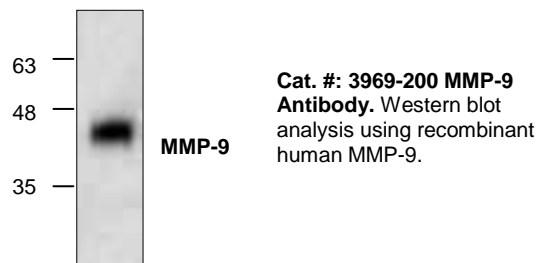 63
48
35
MMP-9
Cat. #: 3969-200 MMP-9
Antibody. Western blot
analysis using recombinant
human MMP-9.